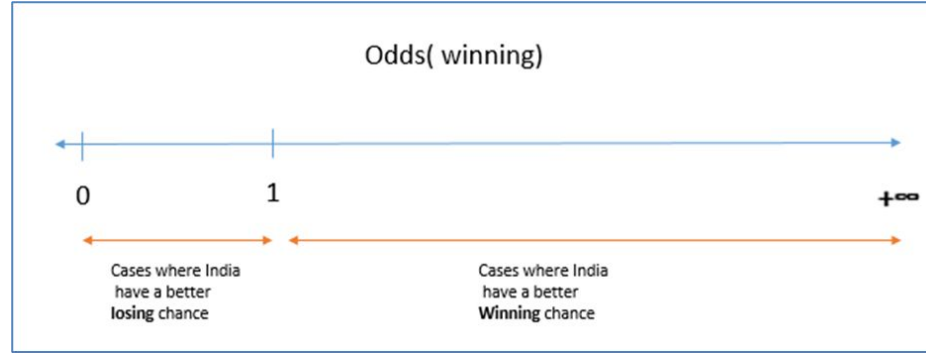 Odds( winning)
0
1
+∞
Cases where India
have a better
losing chance
Cases where India
have a better
Winning chance